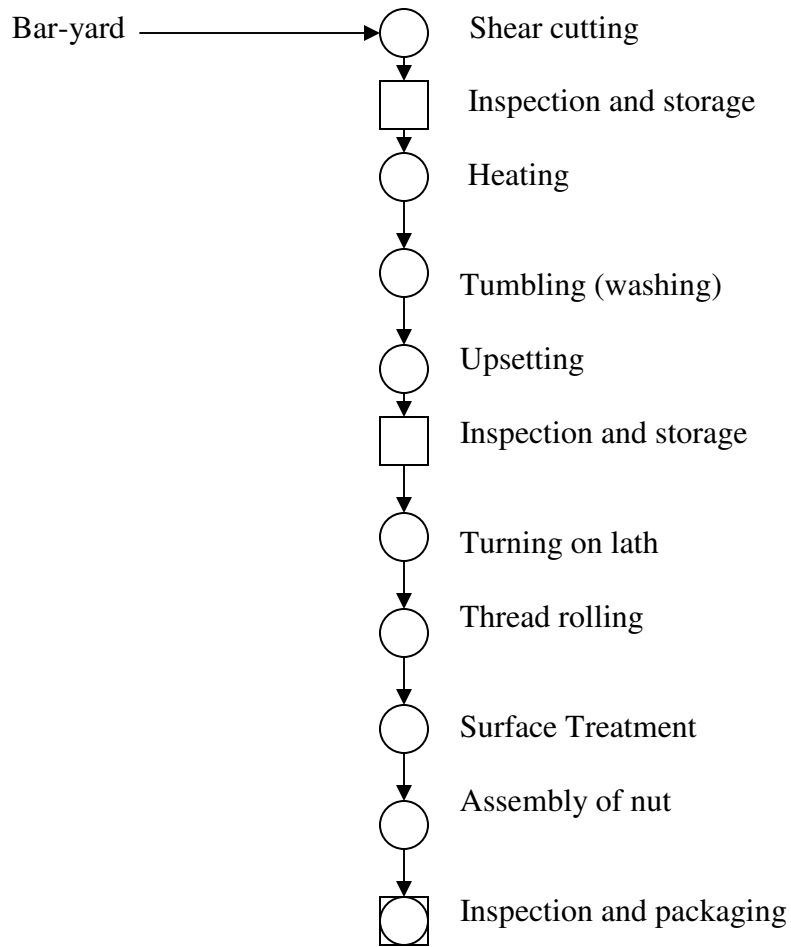 Bar-yard
Shear cutting
Inspection and storage
Heating
Tumbling (washing)
Upsetting
Inspection and storage
Turning on lath
Thread rolling
Surface Treatment
Assembly of nut
Inspection and packaging